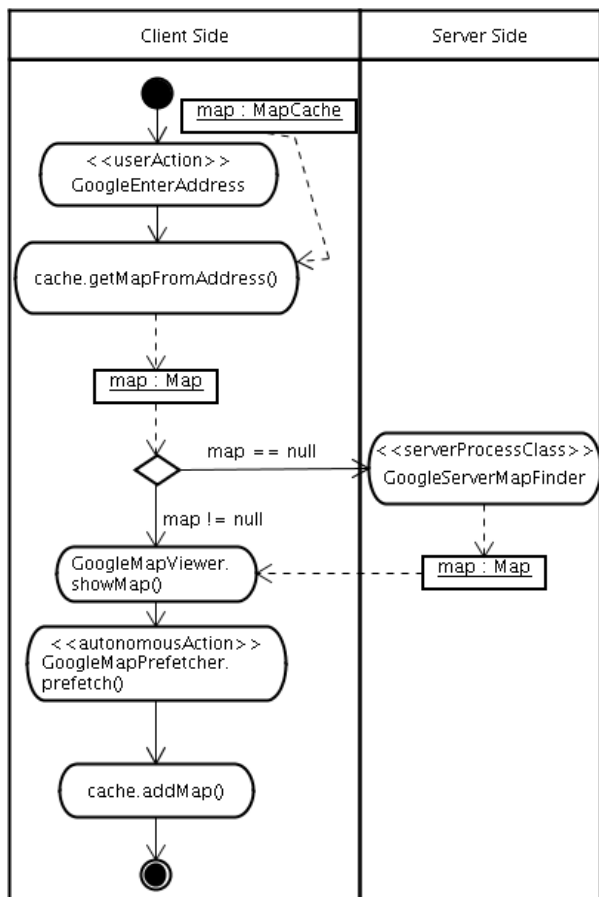 Client Side
Server Side
map : MapCache
<<userAction>>
GoogleEnterAddress
cache.getMapFromAddress()
map : Map
map == null
<<serverProcessClass>>
GoogleServerMapFinder
map != null
map : Map
GoogleMapViewer.
showMap()
<<autonomousAction>>
GoogleMapPrefetcher.
prefetch()
cache.addMap()